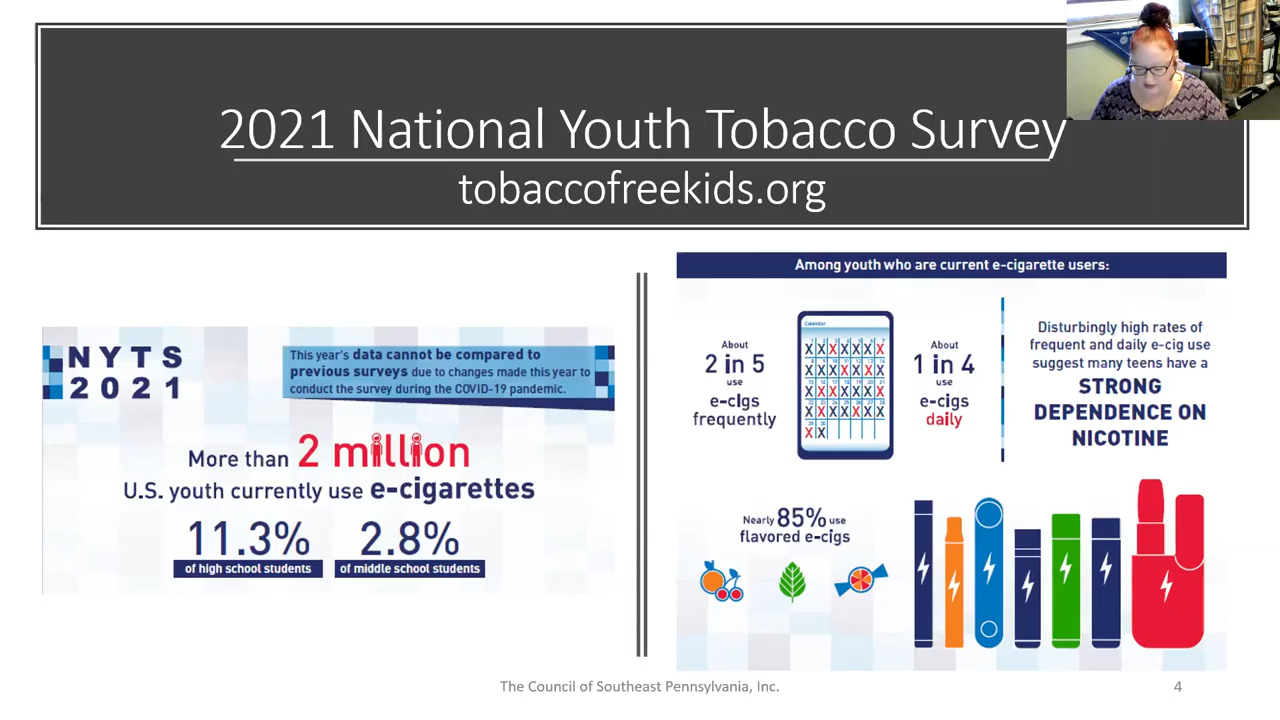 2021 National Youth Tobacco Survey
tobaccofreekids.org
NYTS
2021
This year's data cannot be compared to
previous surveys due to changes made this year to
conduct the survey during the COVID-19 pandemic.
More than 2 million
U.S. youth currently use e-cigarettes
11.3%
of high school students
2.8%
of middle school students
Among youth who are current e-cigarette users:
About
2 in 5
use
e-cigs
frequently
Calendar
About
1 in 4
use
e-cigs
daily
Disturbingly high rates of
frequent and daily e-cig use
suggest many teens have a
STRONG
DEPENDENCE ON
NICOTINE
Nearly 85% use
flavored e-cigs
The Council of Southeast Pennsylvania, Inc.
4